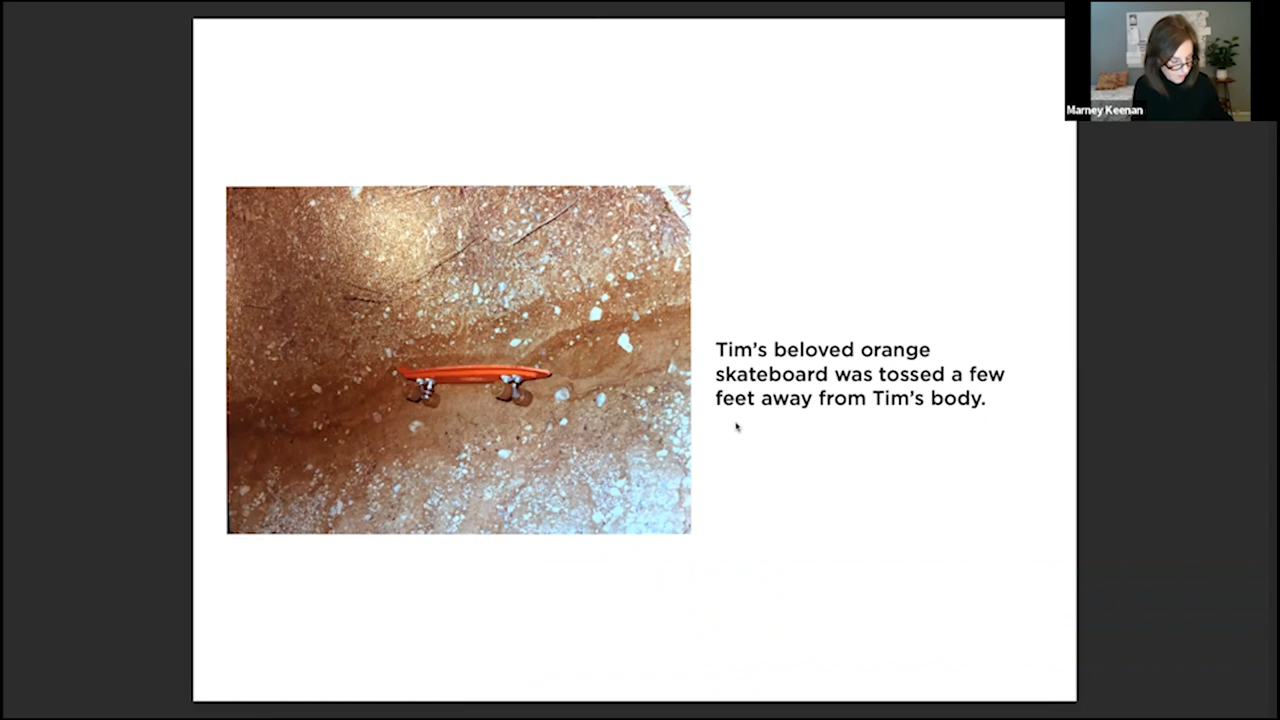 Marney Keenan
Tim’s beloved orange
skateboard was tossed a few
feet away from Tim’s body.